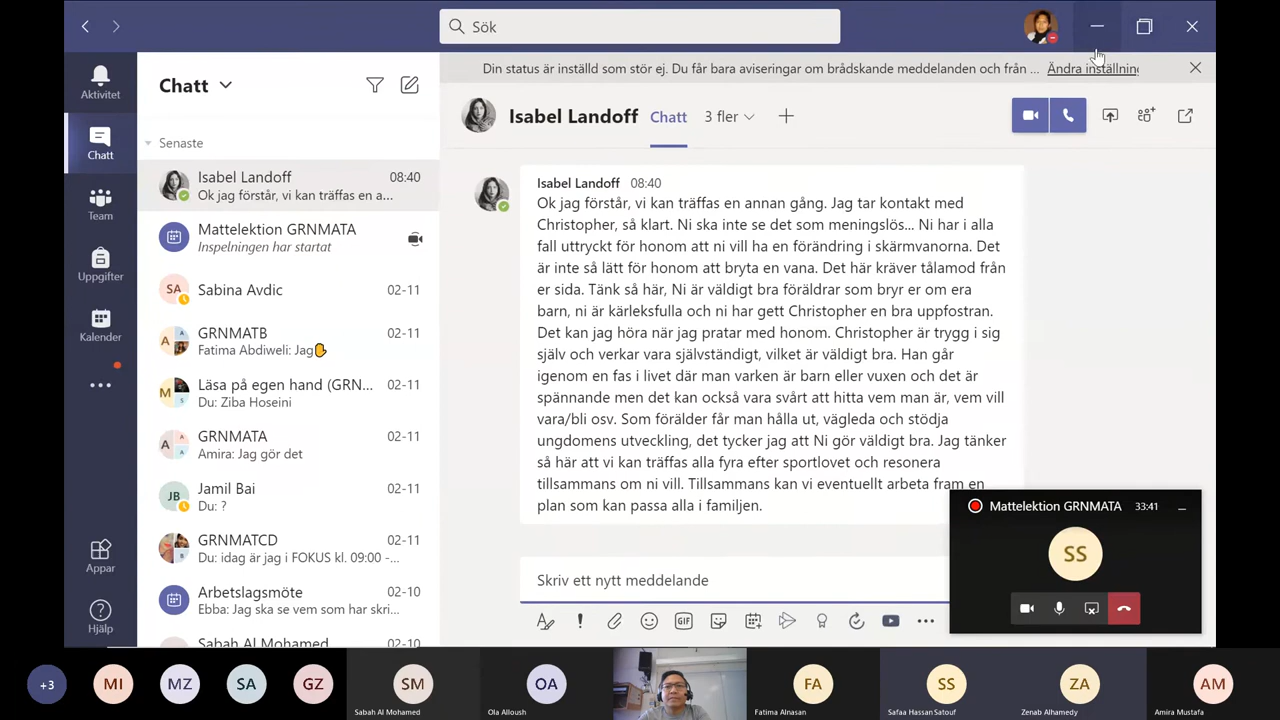 Sök
Din status är inställd som stör ej. Du får bara aviseringar om brådskande meddelanden och från ... Ändra inställnin
Aktivitet
Chatt
Team
Uppgifter
Kalender
Appar
Hjälp
Chatt
Senaste
Isabel Landoff 08:40
Ok jag förstår, vi kan träffas en a...
Mattelektion GRNMATA
Inspelningen har startat
SA Sabina Avdic 02-11
A A GRNMATB 02-11
Fatima Abdiweli: Jag
M Läsa på egen hand (GRN... 02-11
Du: Ziba Hoseini
A A GRNMATA 02-11
Amira: Jag gör det
JB Jamil Bai 02-11
Du: ?
A GRNMATCD 02-11
Du: idag är jag i FOKUS kl. 09:00 -...
Arbetslagsmöte 02-10
Ebba: Jag ska se vem som har skri...
Sabah Al Mohamed 02-10
Isabel Landoff Chatt 3 fler
Isabel Landoff 08:40
Ok jag förstår, vi kan träffas en annan gång. Jag tar kontakt med
Christopher, så klart. Ni ska inte se det som meningslös... Ni har i alla
fall uttryckt för honom att ni vill ha en förändring i skärmvanorna. Det
är inte så lätt för honom att bryta en vana. Det här kräver tålamod från
er sida. Tänk så här, Ni är väldigt bra föräldrar som bryr er om era
barn, ni är kärleksfulla och ni har gett Christopher en bra uppfostran.
Det kan jag höra när jag pratar med honom. Christopher är trygg i sig
själv och verkar vara självständigt, vilket är väldigt bra. Han går
igenom en fas i livet där man varken är barn eller vuxen och det är
spännande men det kan också vara svårt att hitta vem man är, vem vill
vara/bli osv. Som förälder får man hålla ut, vägleda och stödja
ungdomens utveckling, det tycker jag att Ni gör väldigt bra. Jag tänker
så här att vi kan träffas alla fyra efter sportlovet och resonera
tillsammans om ni vill. Tillsammans kan vi eventuellt arbeta fram en
plan som kan passa alla i familjen.
Skriv ett nytt meddelande
GIF
Mattelektion GRNMATA 33:41
SS
+3 MI MZ SA GZ SM OA FA SS ZA AM
Sabah Al Mohamed Ola Alloush Fatima Alnasan Safaa Hassan Satouf Zenab Alhamedy Amira Mustafa